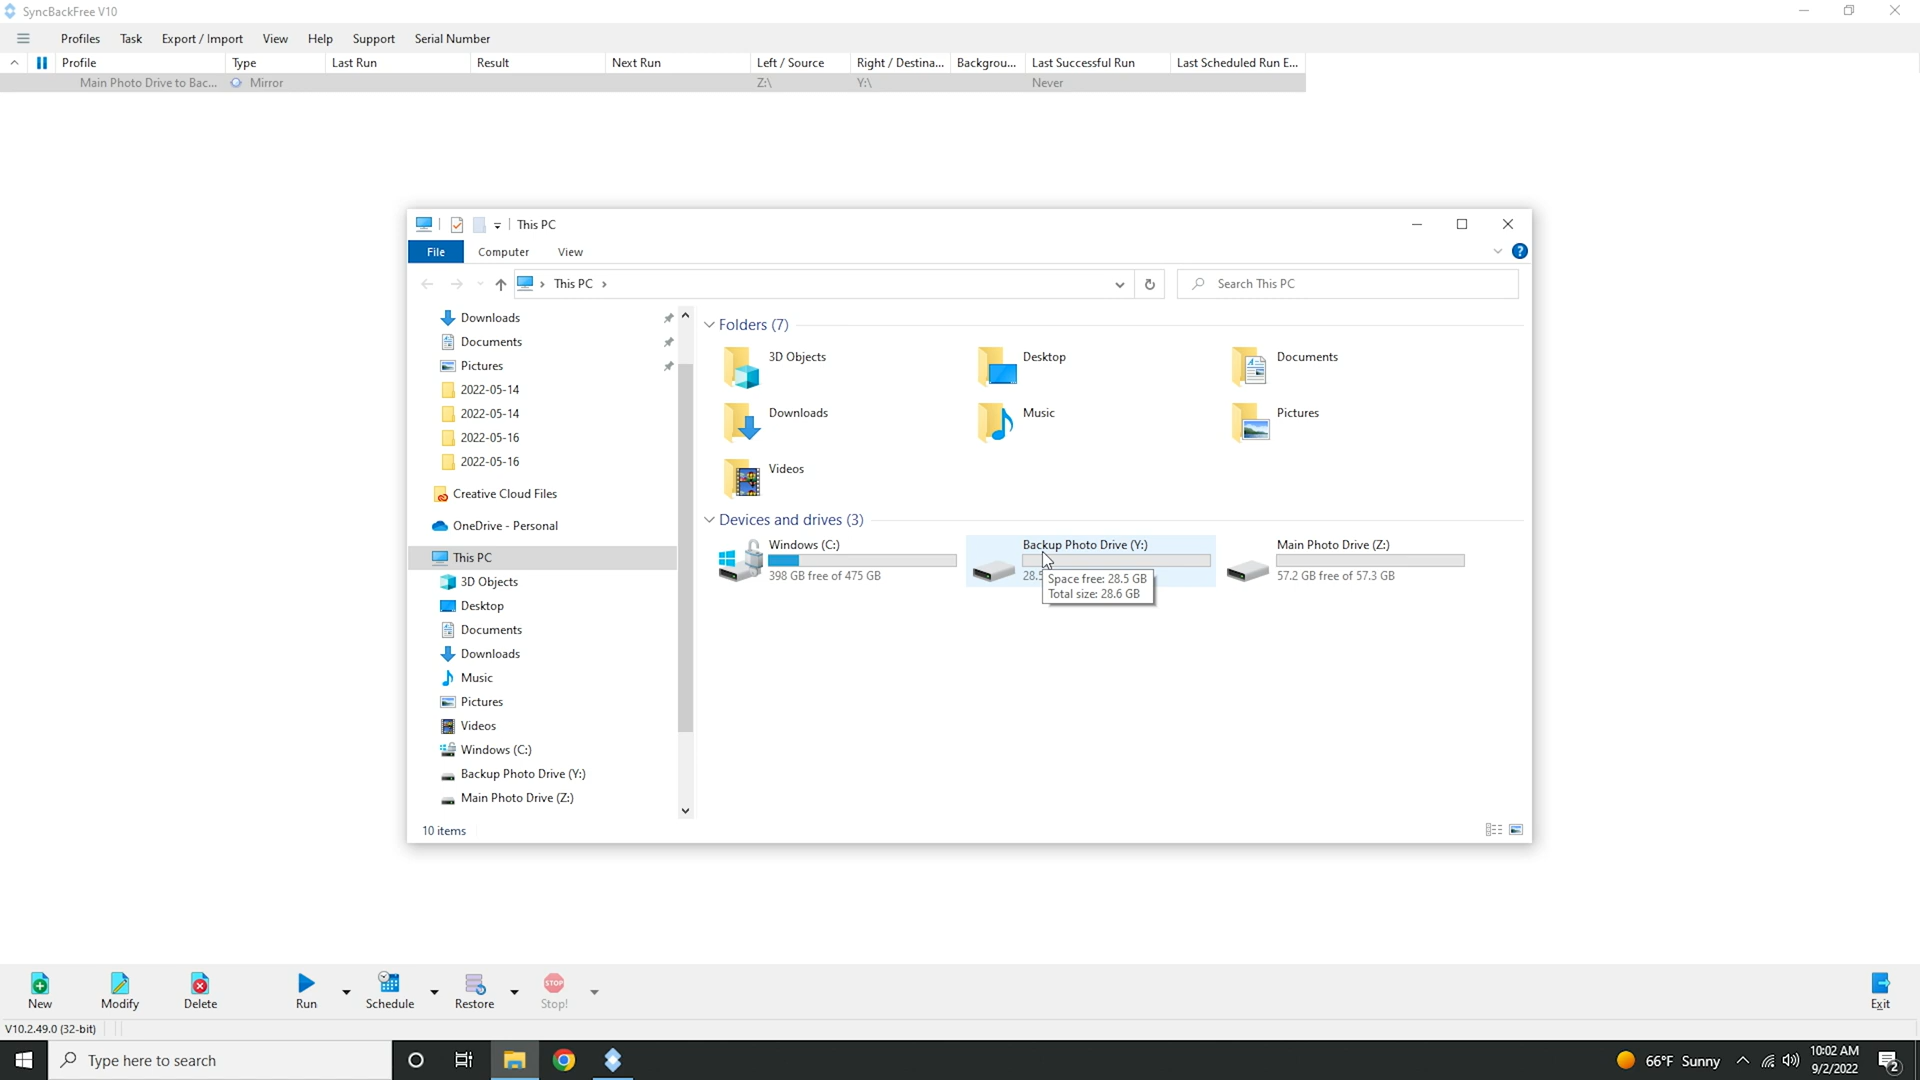 SyncBackFree V10
Profiles Task Export / Import View Help Support Serial Number
Profile Type Last Run Result Next Run Left / Source Right / Destina... Backgrou... Last Successful Run Last Scheduled Run E...
Main Photo Drive to Bac... Mirror Z:\ Y:\ Never
This PC
File Computer View
This PC Search This PC
Downloads
Documents
Pictures
2022-05-14
2022-05-14
2022-05-16
2022-05-16
Creative Cloud Files
OneDrive - Personal
This PC
3D Objects
Desktop
Documents
Downloads
Music
Pictures
Videos
Windows (C:)
Backup Photo Drive (Y:)
Main Photo Drive (Z:)
Folders (7)
3D Objects Desktop Documents
Downloads Music Pictures
Videos
Devices and drives (3)
Windows (C:) Backup Photo Drive (Y:) Main Photo Drive (Z:)
398 GB free of 475 GB 28.5 57.2 GB free of 57.3 GB
Space free: 28.5 GB
Total size: 28.6 GB
10 items
New Modify Delete Run Schedule Restore Stop! Exit
V10.2.49.0 (32-bit)
Type here to search 66°F Sunny 10:02 AM
9/2/2022
2